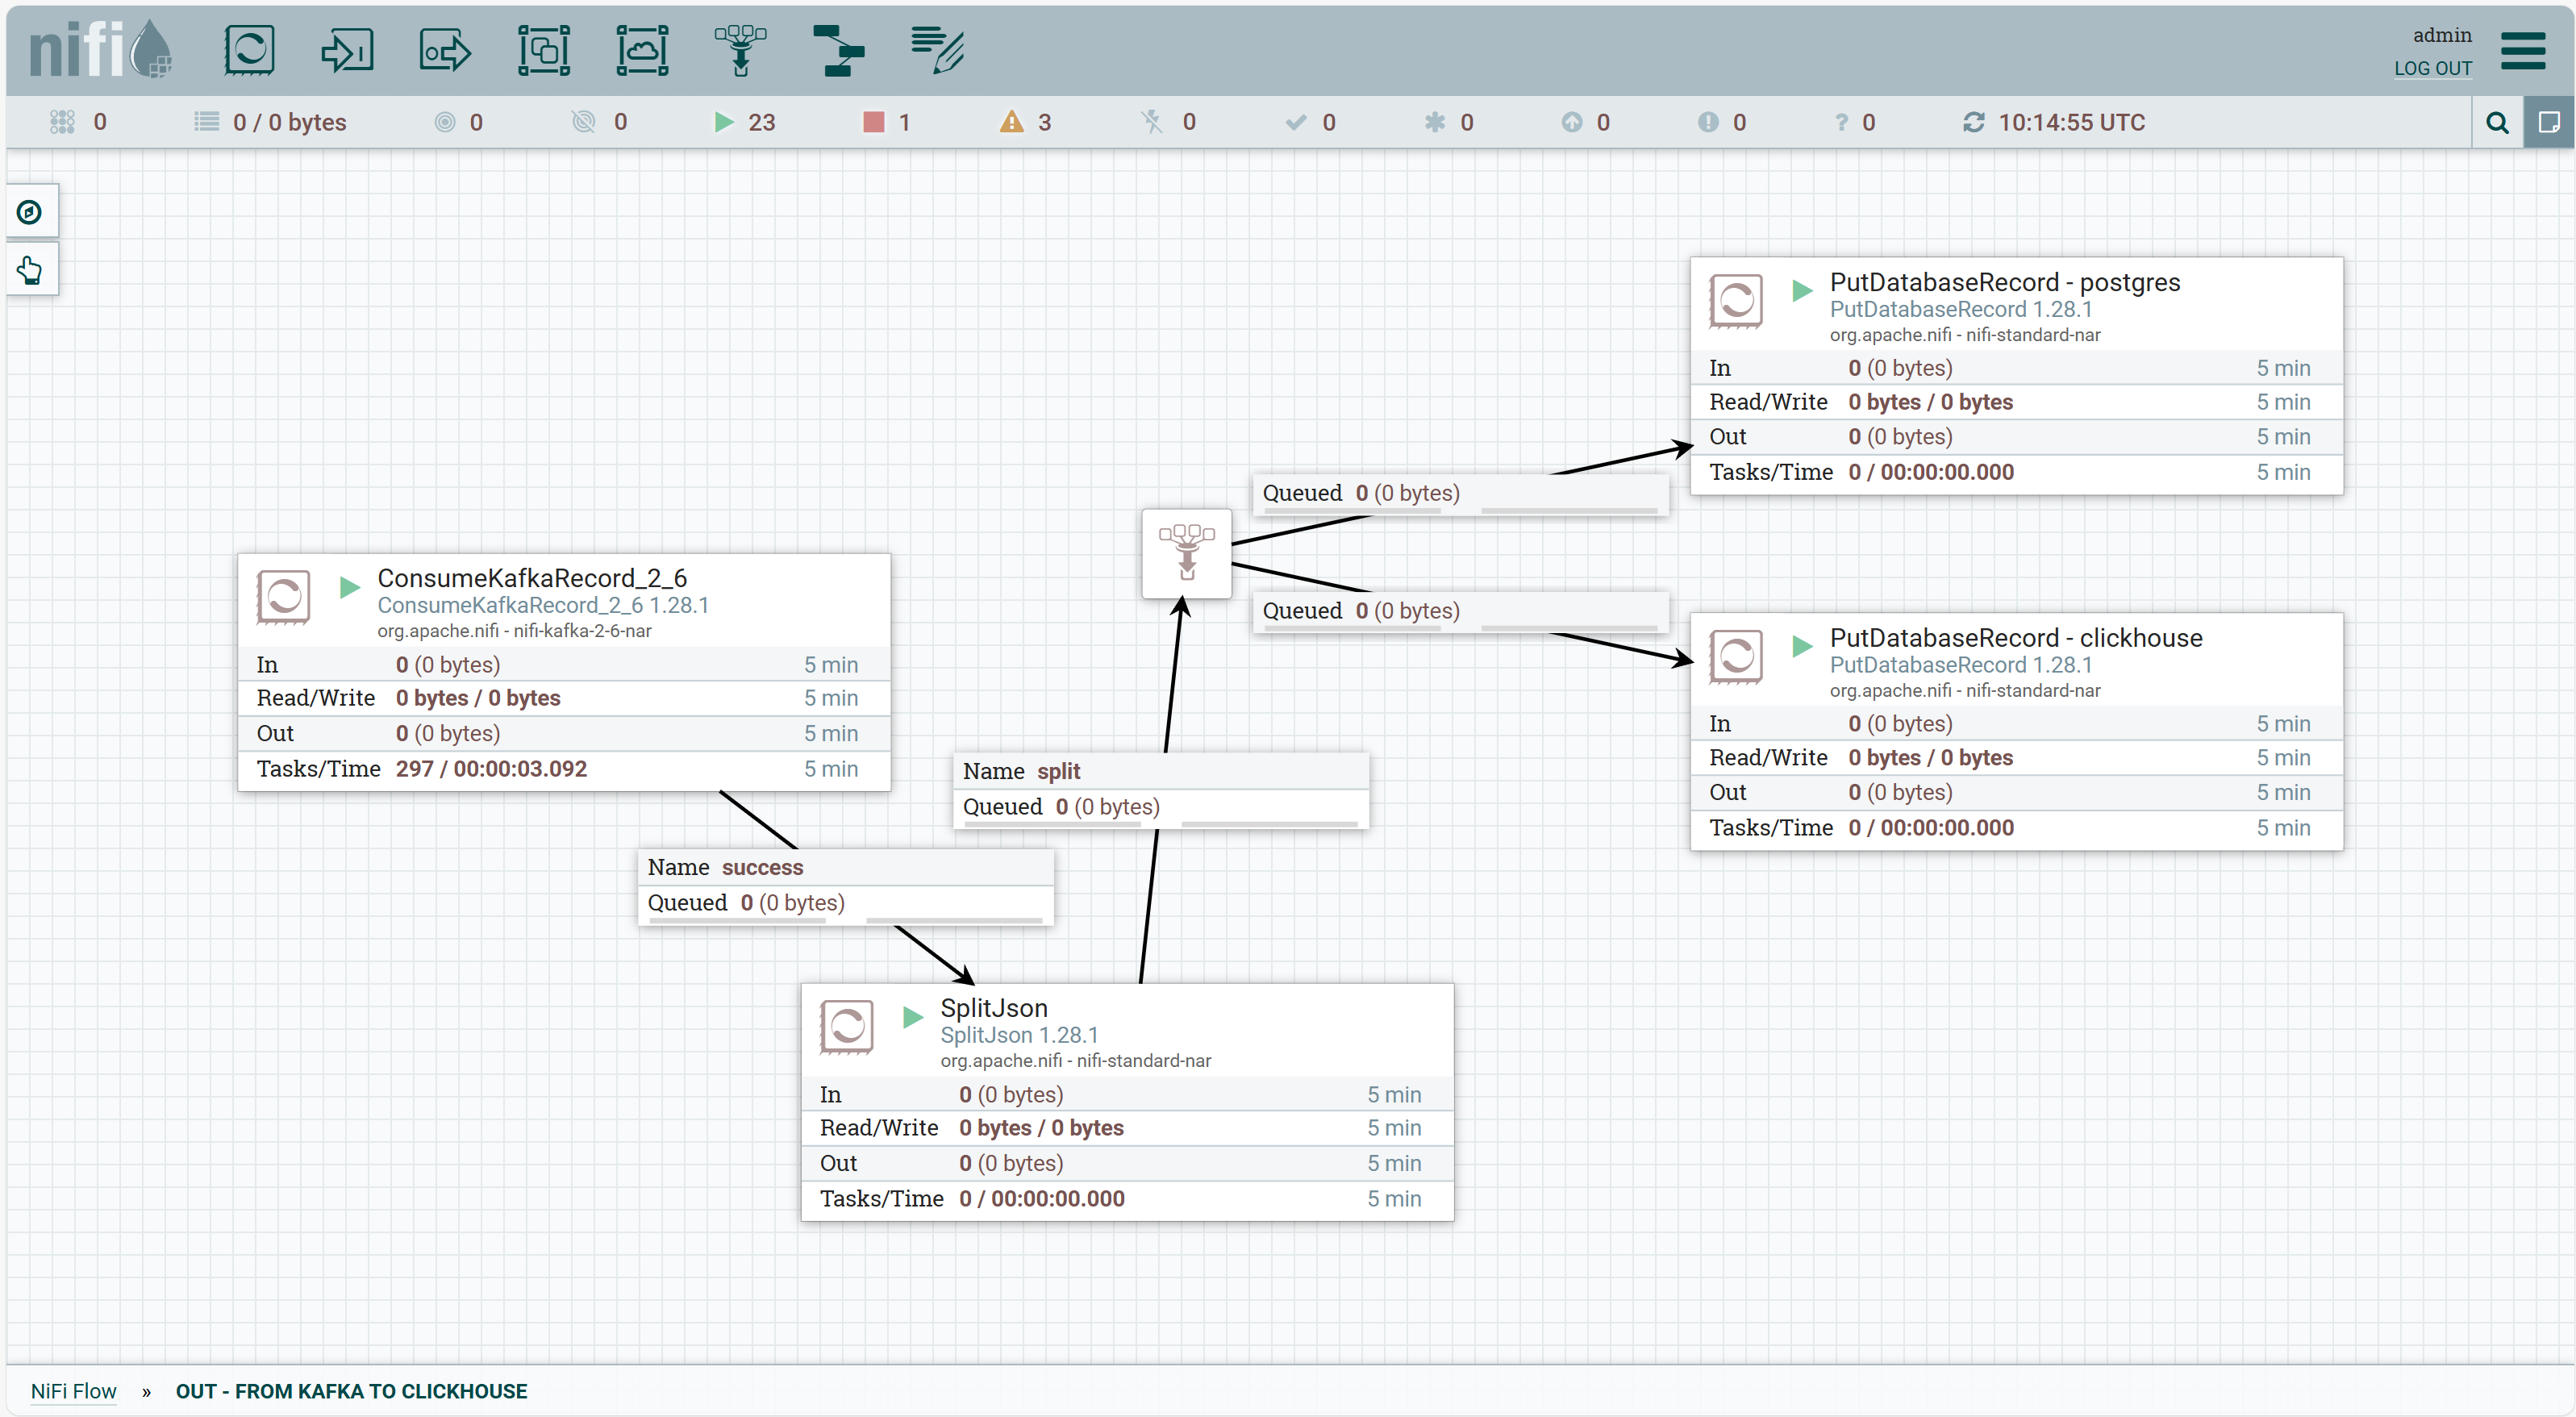 nifi
admin
LOG OUT
0
0 / 0 bytes
0
0
23
1
3
0
0
0
0
0
? 0
10:14:55 UTC
PutDatabaseRecord - postgres
PutDatabaseRecord 1.28.1
org.apache.nifi - nifi-standard-nar
In 0 (0 bytes) 5 min
Read/Write 0 bytes / 0 bytes 5 min
Out 0 (0 bytes) 5 min
Tasks/Time 0 / 00:00:00.000 5 min
Queued 0 (0 bytes)
Queued 0 (0 bytes)
ConsumeKafkaRecord_2_6
ConsumeKafkaRecord_2_6 1.28.1
org.apache.nifi - nifi-kafka-2-6-nar
In 0 (0 bytes) 5 min
Read/Write 0 bytes / 0 bytes 5 min
Out 0 (0 bytes) 5 min
Tasks/Time 297 / 00:00:03.092 5 min
PutDatabaseRecord - clickhouse
PutDatabaseRecord 1.28.1
org.apache.nifi - nifi-standard-nar
In 0 (0 bytes) 5 min
Read/Write 0 bytes / 0 bytes 5 min
Out 0 (0 bytes) 5 min
Tasks/Time 0 / 00:00:00.000 5 min
Name split
Queued 0 (0 bytes)
Name success
Queued 0 (0 bytes)
SplitJson
SplitJson 1.28.1
org.apache.nifi - nifi-standard-nar
In 0 (0 bytes) 5 min
Read/Write 0 bytes / 0 bytes 5 min
Out 0 (0 bytes) 5 min
Tasks/Time 0 / 00:00:00.000 5 min
NiFi Flow » OUT - FROM KAFKA TO CLICKHOUSE